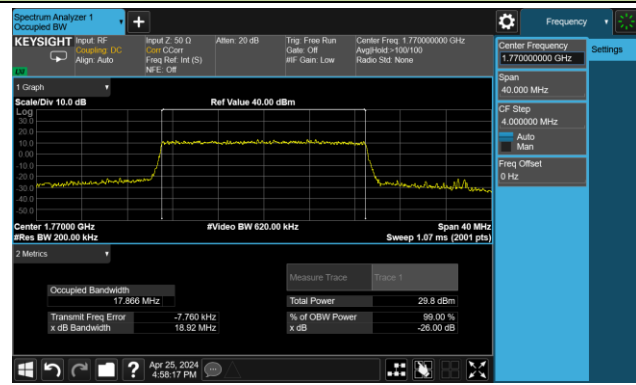 Spectrum Analyzer 1
Occupied BW
Frequency
KEYSIGHT
Input: RF
Coupling: DC
Align: Auto
Input Z: 50 Ω
Corr CCorr
Freq Ref: Int (S)
NFE: Off
Atten: 20 dB
Trig: Free Run
Gate: Off
#IF Gain: Low
Center Freq: 1.770000000 GHz
Avg|Hold:>100/100
Radio Std: None
LW
Center Frequency
1.770000000 GHz
Settings
Span
40.000 MHz
CF Step
4.000000 MHz
Auto
Man
Freq Offset
0 Hz
1 Graph
Scale/Div 10.0 dB
Ref Value 40.00 dBm
Log
30.0
20.0
10.0
0.00
-10.0
-20.0
-30.0
-40.0
-50.0
Center 1.77000 GHz
#Video BW 620.00 kHz
Span 40 MHz
#Res BW 200.00 kHz
Sweep 1.07 ms (2001 pts)
2 Metrics
Measure Trace
Trace 1
Occupied Bandwidth
17.866 MHz
Total Power
29.8 dBm
Transmit Freq Error
-7.760 kHz
% of OBW Power
99.00 %
x dB Bandwidth
18.92 MHz
x dB
-26.00 dB
?
Apr 25, 2024
4:58:17 PM